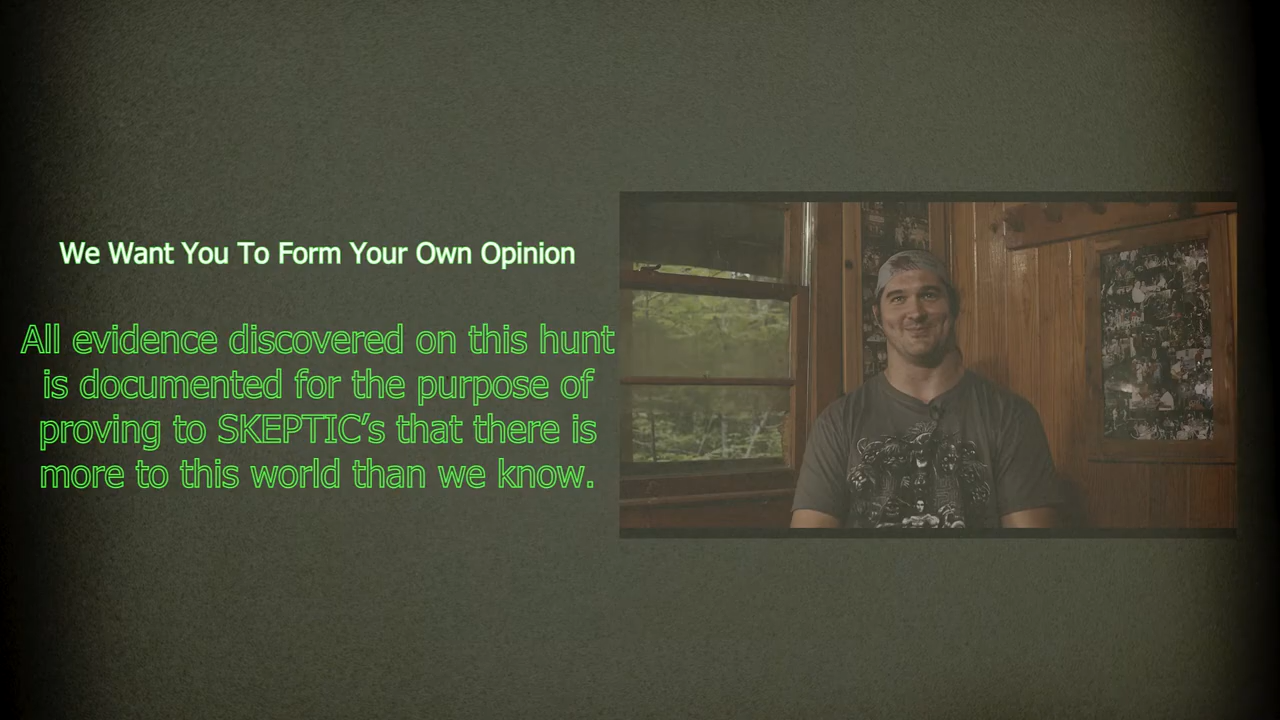 We Want You To Form Your Own Opinion
All evidence discovered on this hunt
is documented for the purpose of
proving to SKEPTIC’s that there is
more to this world than we know.